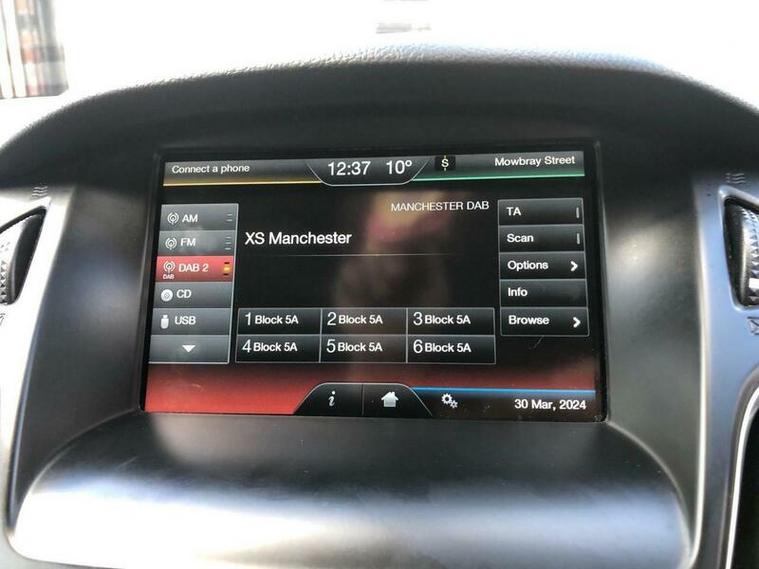 Connect a phone
12:37 10°
S
Mowbray Street
MANCHESTER DAB
XS Manchester
AM
FM
DAB 2
DAB
CD
USB
TA
Scan
Options
Info
Browse
1 Block 5A 2 Block 5A 3 Block 5A
4 Block 5A 5 Block 5A 6 Block 5A
i
30 Mar, 2024